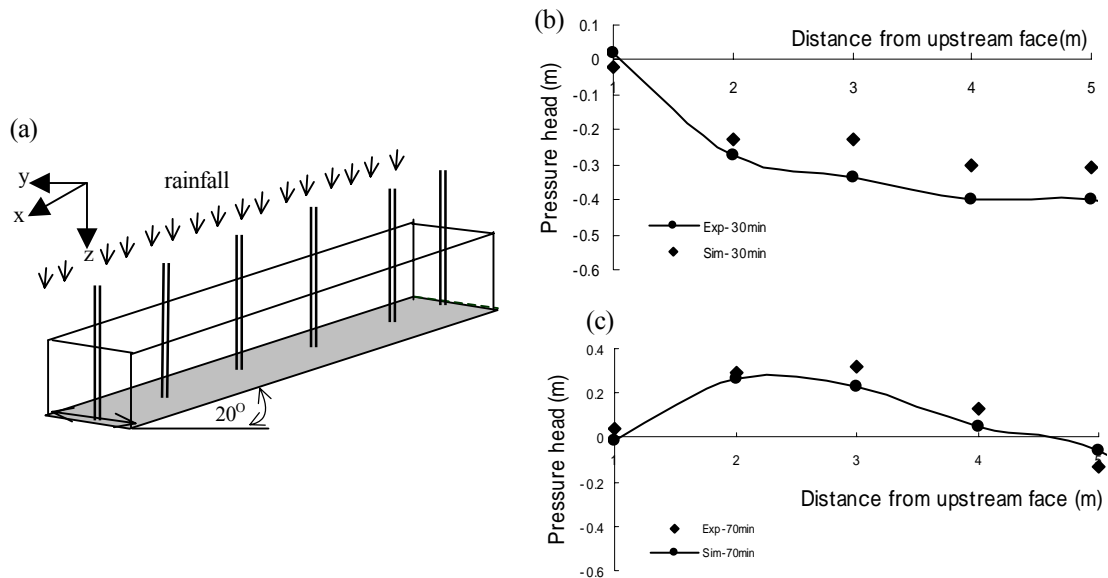 (a)
y
x
z
rainfall
20O
(b)
Distance from upstream face(m)
Pressure head (m)
0.1
0
-0.1
-0.2
-0.3
-0.4
-0.5
-0.6
1
2
3
4
5
Exp-30min
Sim-30min
(c)
Pressure head (m)
0.4
0.2
0
-0.2
-0.4
-0.6
1
2
3
4
5
Distance from upstream face (m)
Exp-70min
Sim-70min